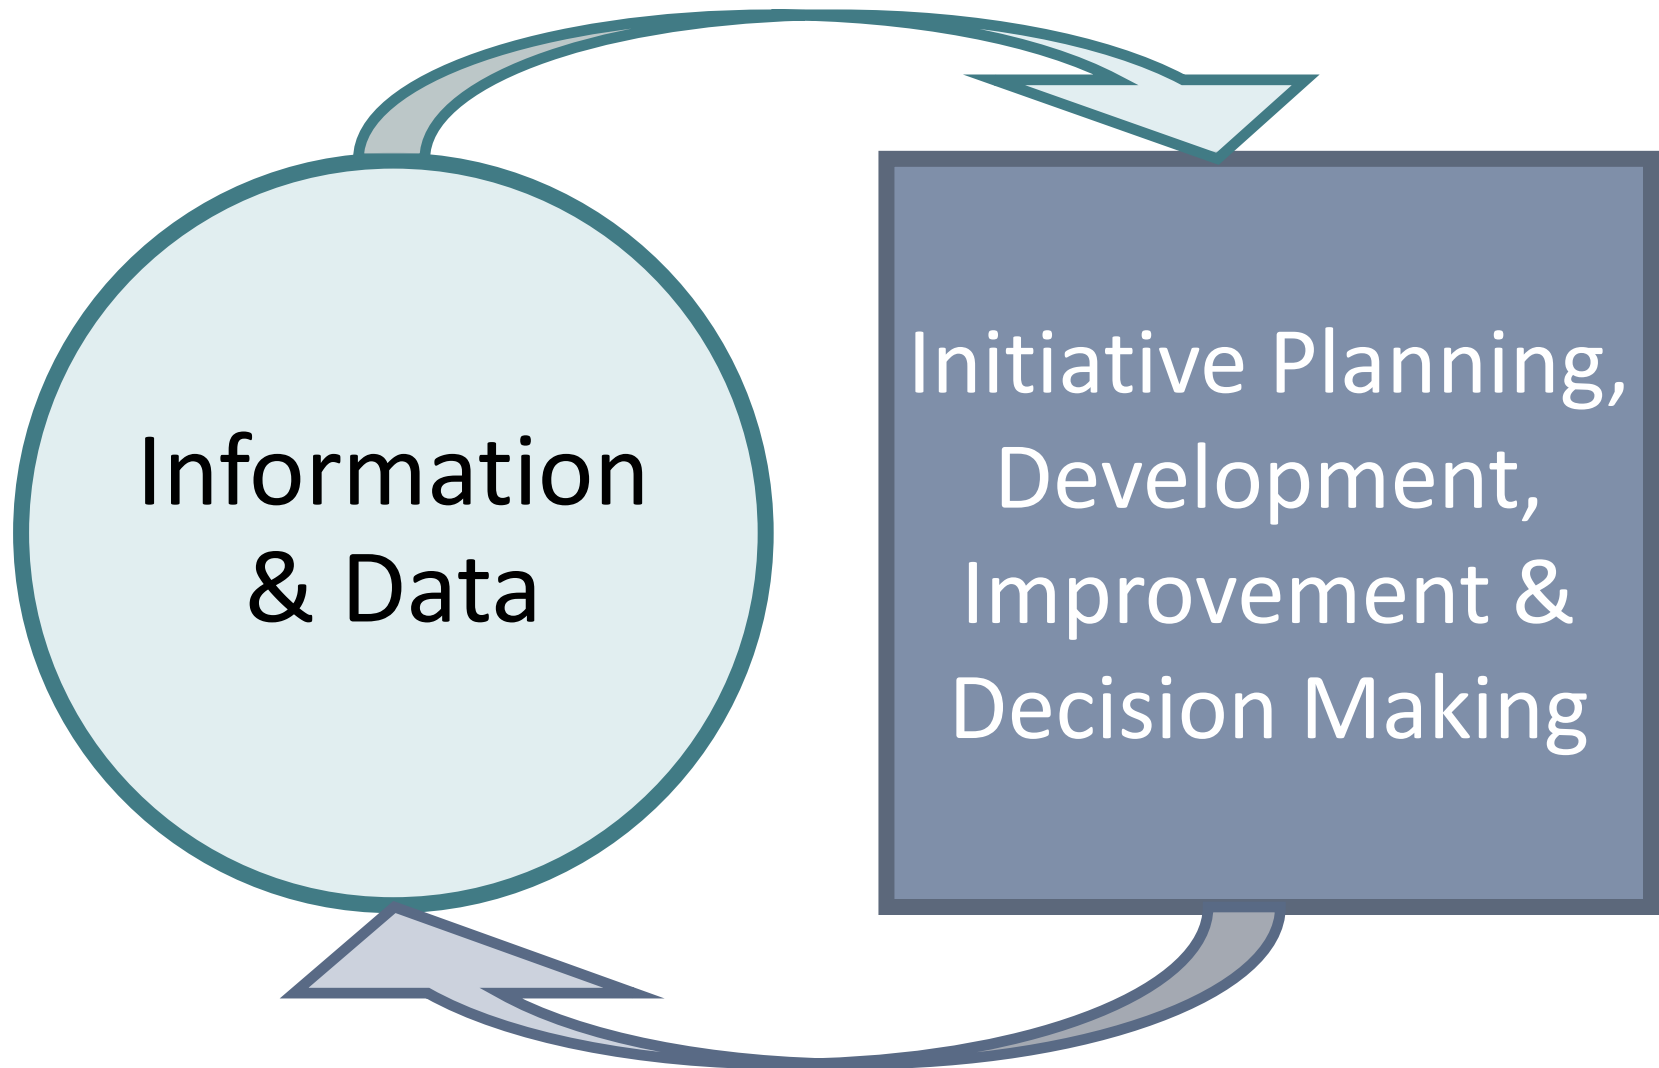 Information
& Data
Initiative Planning,
Development,
Improvement &
Decision Making